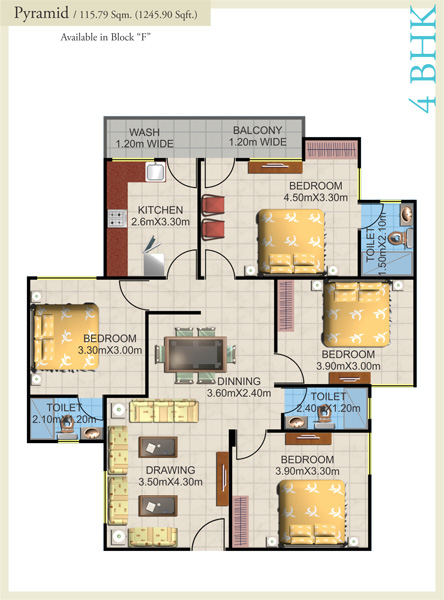 Pyramid / 115.79 Sqm. (1245.90 Sqft.)
Available in Block “F”
4 BHK
WASH
1.20m WIDE
BALCONY
1.20m WIDE
BEDROOM
4.50mX3.30m
KITCHEN
2.6mX3.30m
TOILET
1.50mX2.10m
BEDROOM
3.30mX3.00m
BEDROOM
3.90mX3.00m
DINNING
3.60mX2.40m
TOILET
2.10mX1.20m
TOILET
2.40mX1.20m
DRAWING
3.50mX4.30m
BEDROOM
3.90mX3.30m